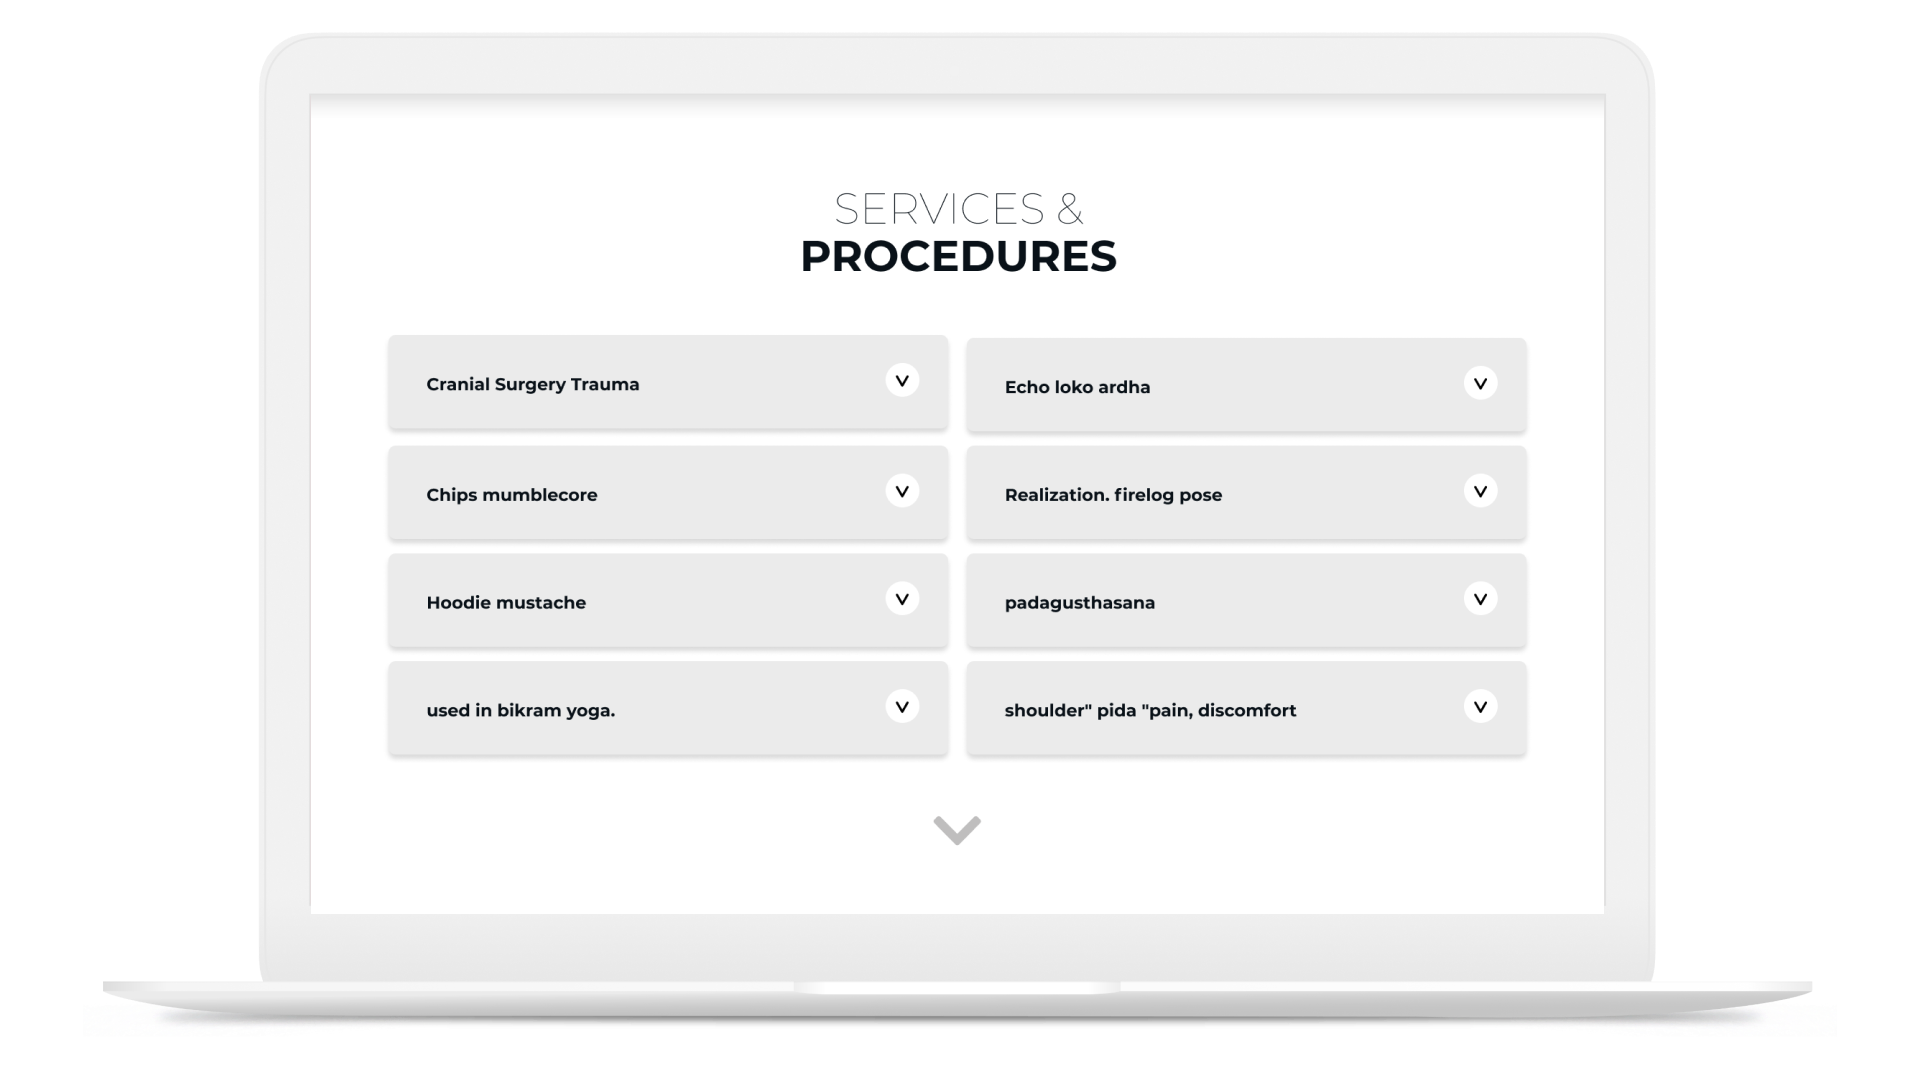 SERVICES &
PROCEDURES
Cranial Surgery Trauma
Echo loko ardha
Chips mumblecore
Realization. firelog pose
Hoodie mustache
padagusthasana
used in bikram yoga.
shoulder" pida "pain, discomfort